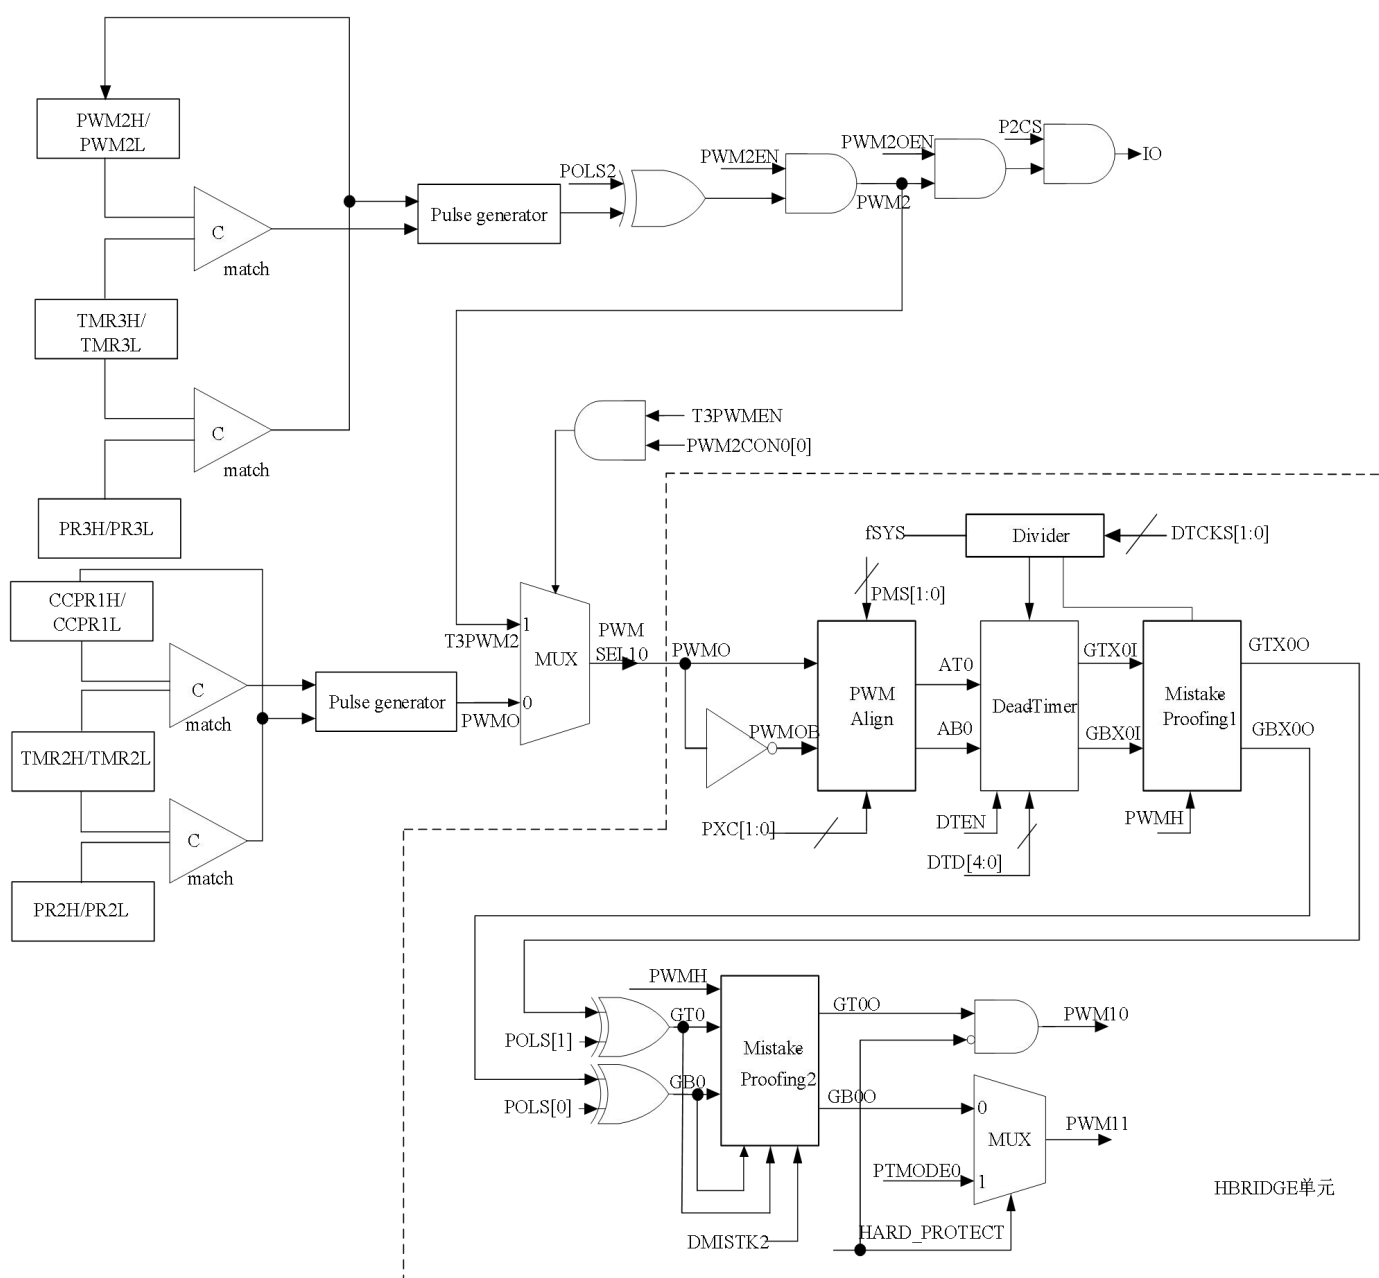 PWM2H/
PWM2L
C
match
TMR3H/
TMR3L
C
match
PR3H/PR3L
Pulse generator
POLS2
PWM2EN
PWM2
PWM2OEN
P2CS
IO
T3PWMEN
PWM2CON0[0]
CCPR1H/
CCPR1L
C
match
TMR2H/TMR2L
C
match
PR2H/PR2L
Pulse generator
PWMO
T3PWM2
1
MUX
0
PWM
SEL10
PWMO
PWMOB
fSYS
Divider
DTCKS[1:0]
PMS[1:0]
PWM
Align
PXC[1:0]
AT0
AB0
DeadTimer
DTEN
DTD[4:0]
GTX0I
GBX0I
Mistake
Proofing1
PWMH
GTX0O
GBX0O
PWMH
GT0
POLS[1]
GB0
POLS[0]
Mistake
Proofing2
DMISTK2
GT0O
GB0O
PWM10
0
MUX
1
PWM11
PTMODE0
HARD_PROTECT
HBRIDGE单元